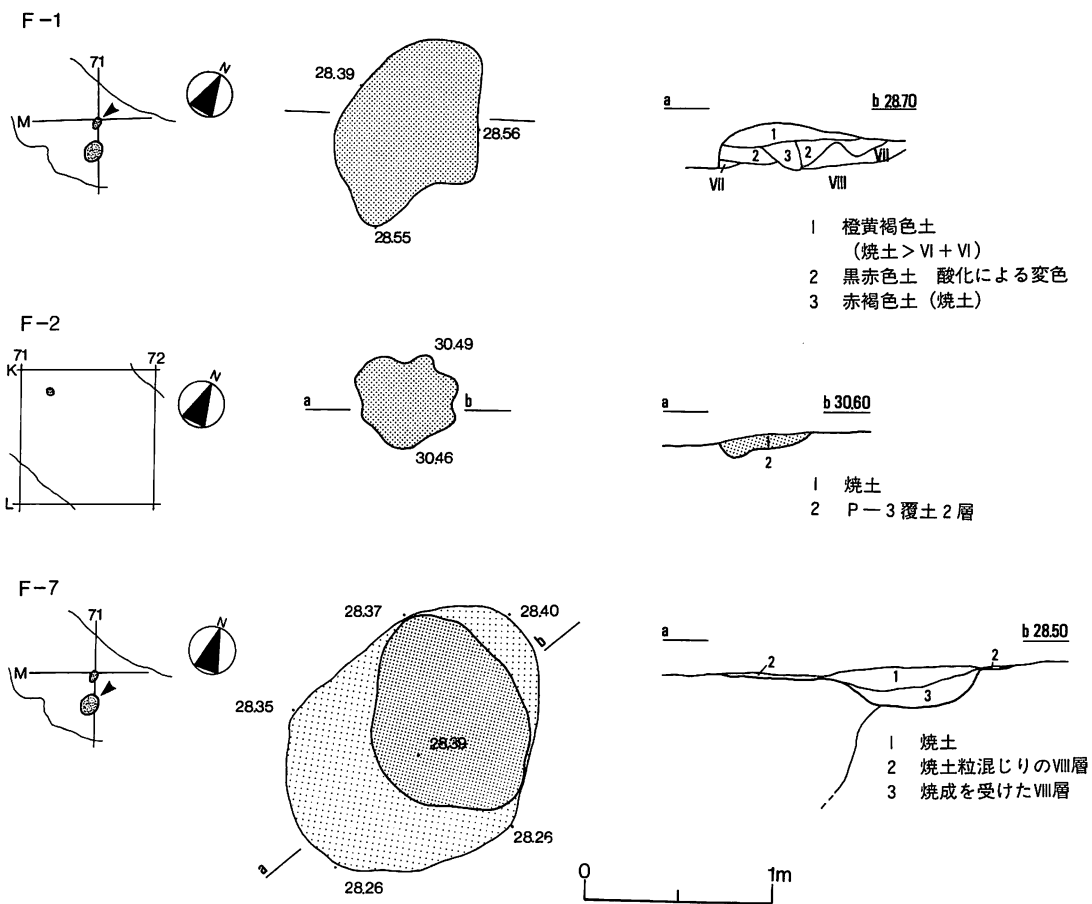 F-1
71
N
M
28.39
28.56
28.55
a
b 28.70
1
2
3
2
VII
VII
VIII
1 橙黄褐色土
(焼土>VI+VI)
2 黒赤色土 酸化による変色
3 赤褐色土(焼土)
F-2
71
72
K
L
N
30.49
a
b
30.46
a
b 30.60
1
2
1 焼土
2 P-3覆土2層
F-7
71
M
N
28.37
28.40
b
28.35
28.39
28.26
a
28.26
a
b 28.50
2
1
2
3
1 焼土
2 焼土粒混じりのVIII層
3 焼成を受けたVIII層
0
1m